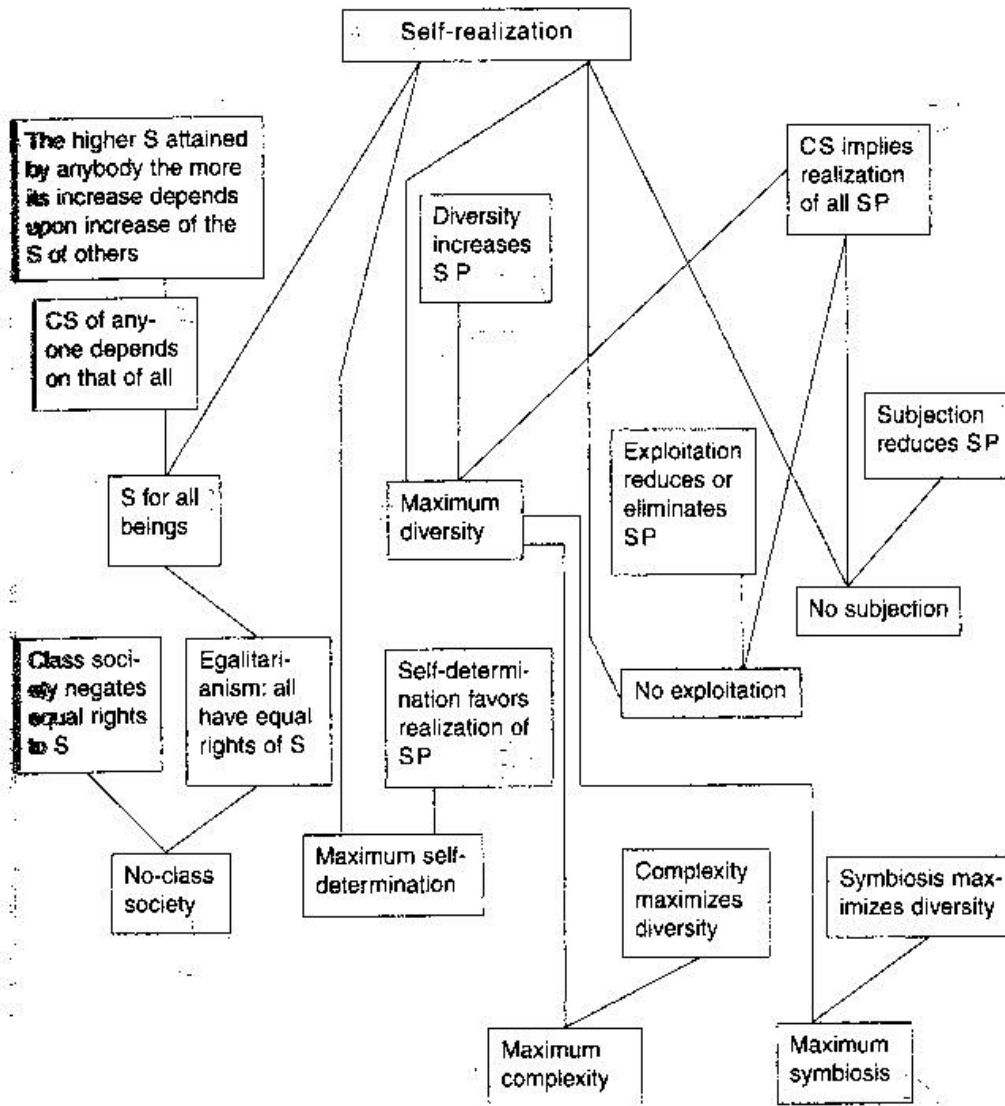 Self-realization
The higher S attained
by anybody the more
its increase depends
upon increase of the
S of others
CS implies
realization
of all SP
Diversity
increases
SP
CS of any-
one depends
on that of all
Subjection
reduces SP
Exploitation
reduces or
eliminates
SP
S for all
beings
Maximum
diversity
No subjection
Class soci-
ety negates
equal rights
to S
Egalitari-
anism: all
have equal
rights of S
Self-determi-
nation favors
realization of
SP
No exploitation
Maximum self-
determination
No-class
society
Complexity
maximizes
diversity
Symbiosis max-
imizes diversity
Maximum
complexity
Maximum
symbiosis